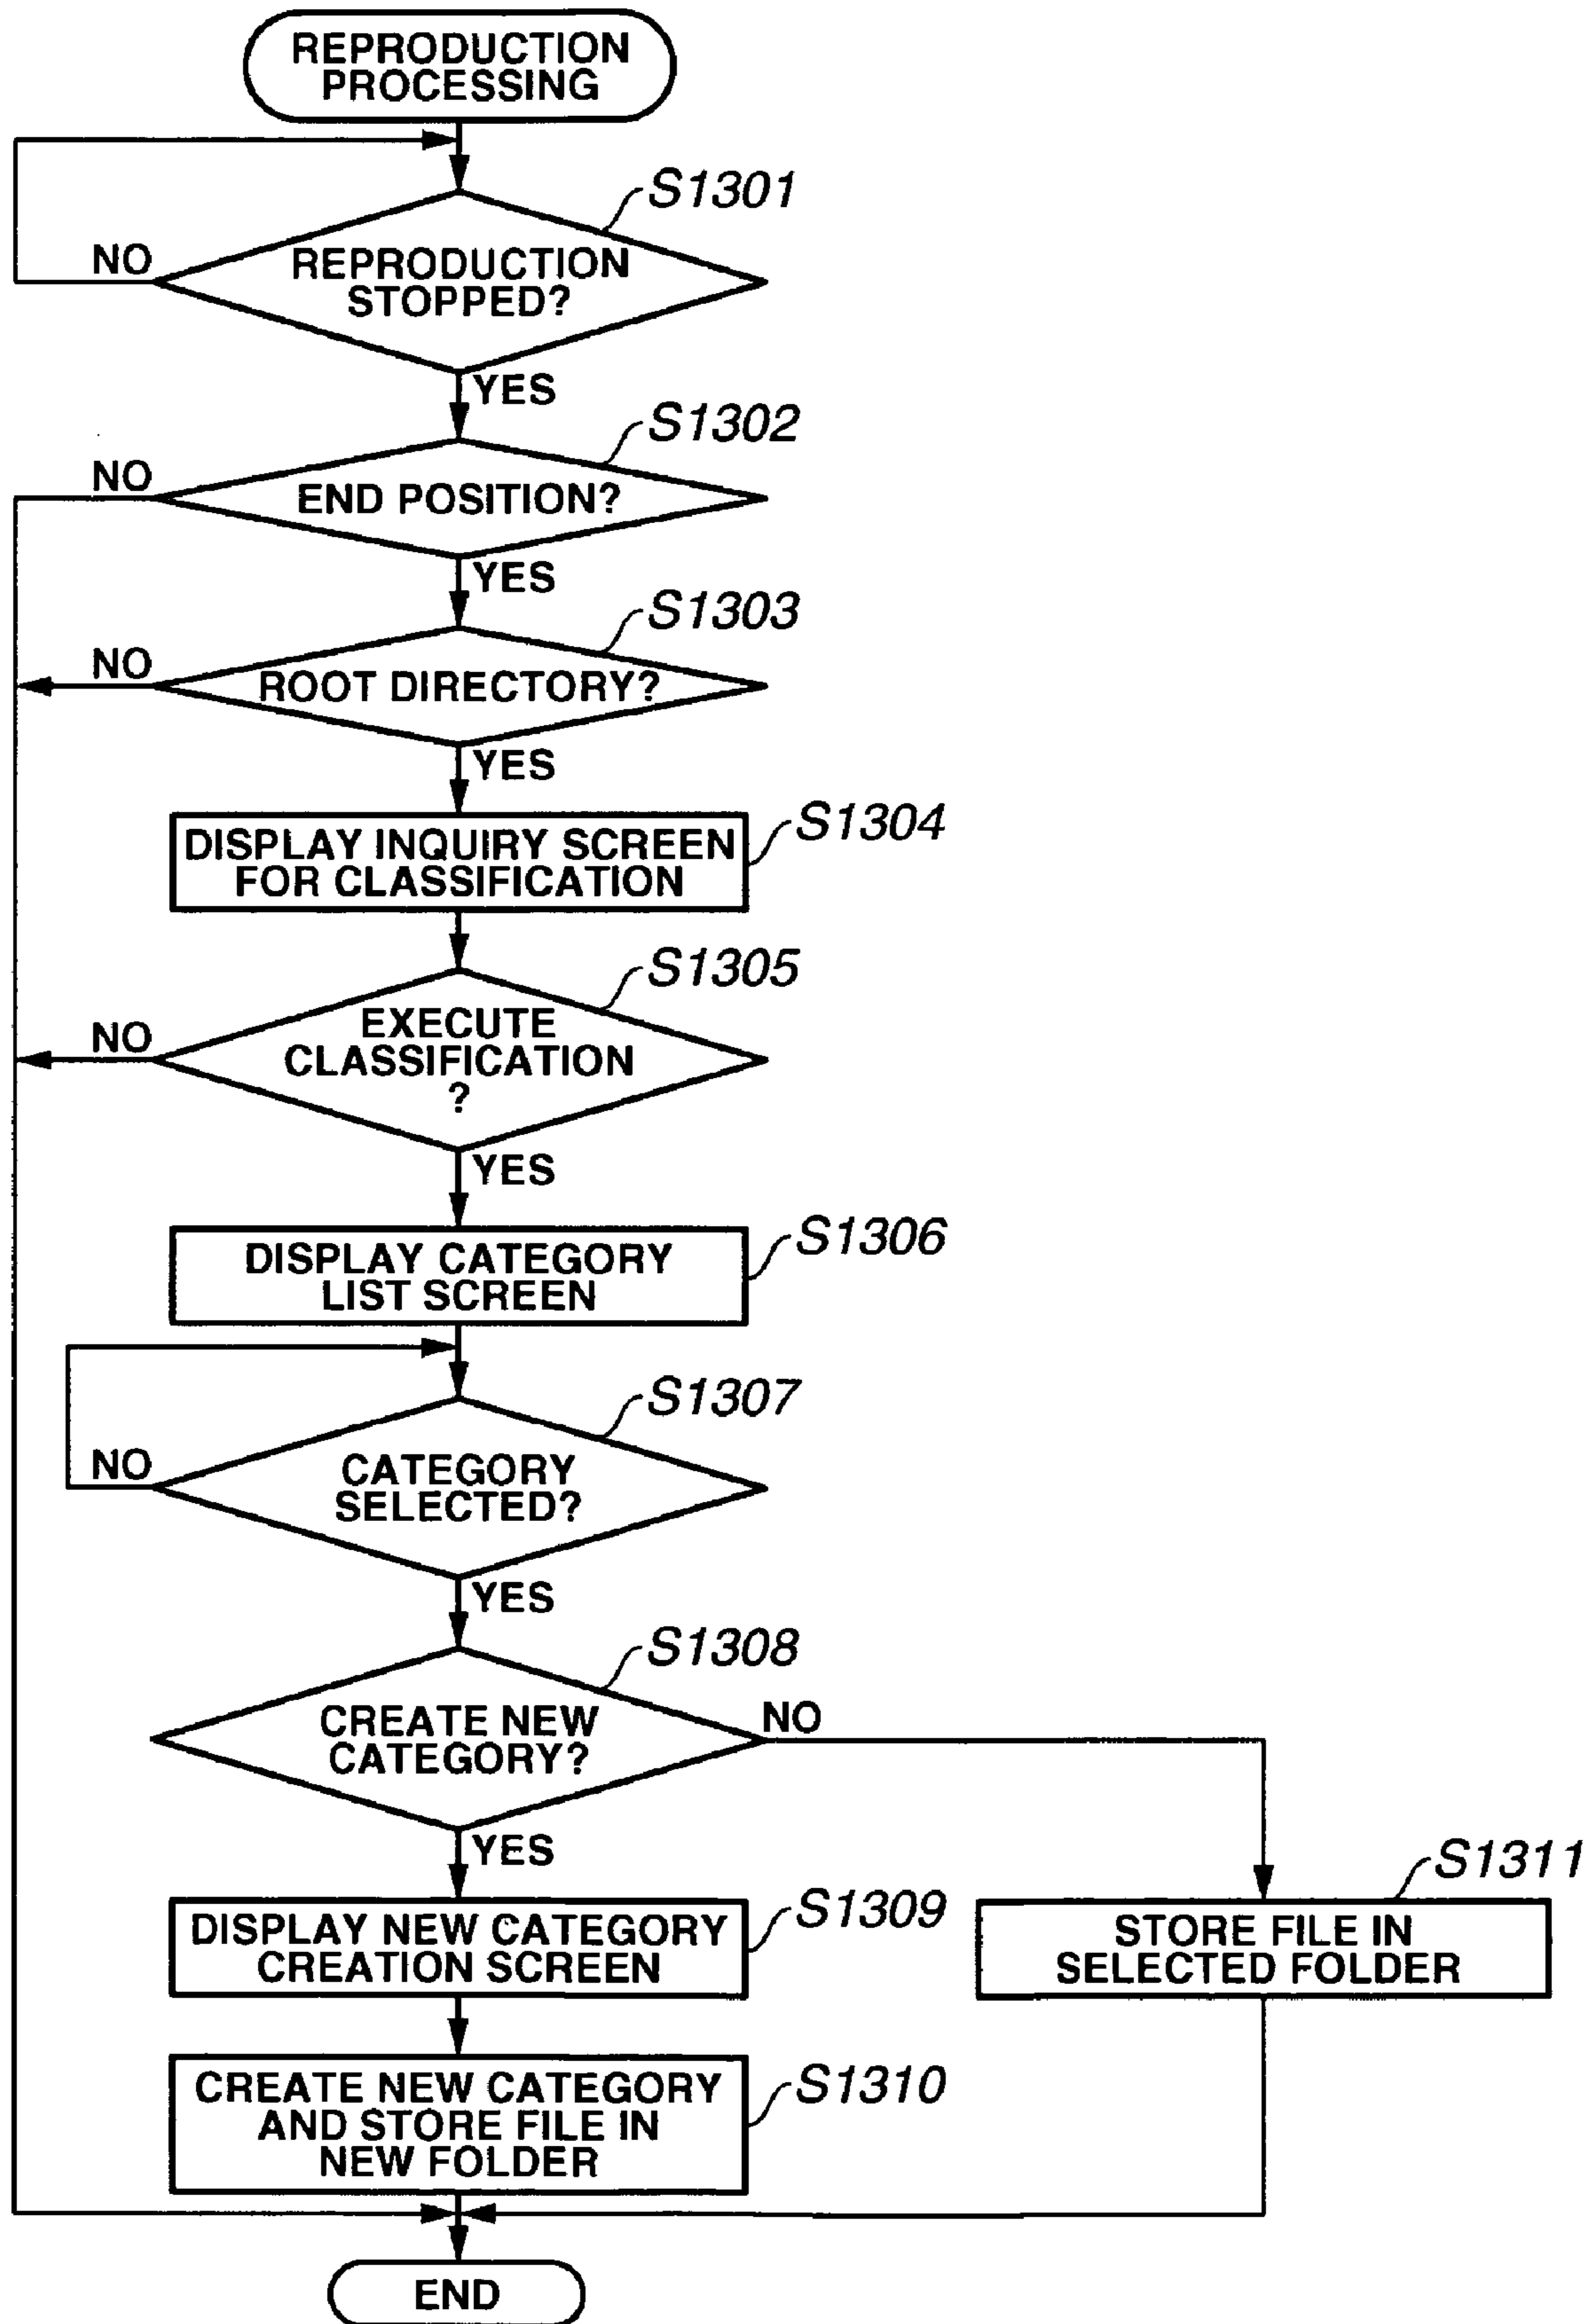 REPRODUCTION
PROCESSING
S1301
NO
REPRODUCTION
STOPPED?
YES
S1302
NO
END POSITION?
YES
S1303
NO
ROOT DIRECTORY?
YES
S1304
DISPLAY INQUIRY SCREEN
FOR CLASSIFICATION
S1305
NO
EXECUTE
CLASSIFICATION
?
YES
S1306
DISPLAY CATEGORY
LIST SCREEN
S1307
NO
CATEGORY
SELECTED?
YES
S1308
CREATE NEW
CATEGORY?
NO
YES
S1309
DISPLAY NEW CATEGORY
CREATION SCREEN
S1311
STORE FILE IN
SELECTED FOLDER
S1310
CREATE NEW CATEGORY
AND STORE FILE IN
NEW FOLDER
END